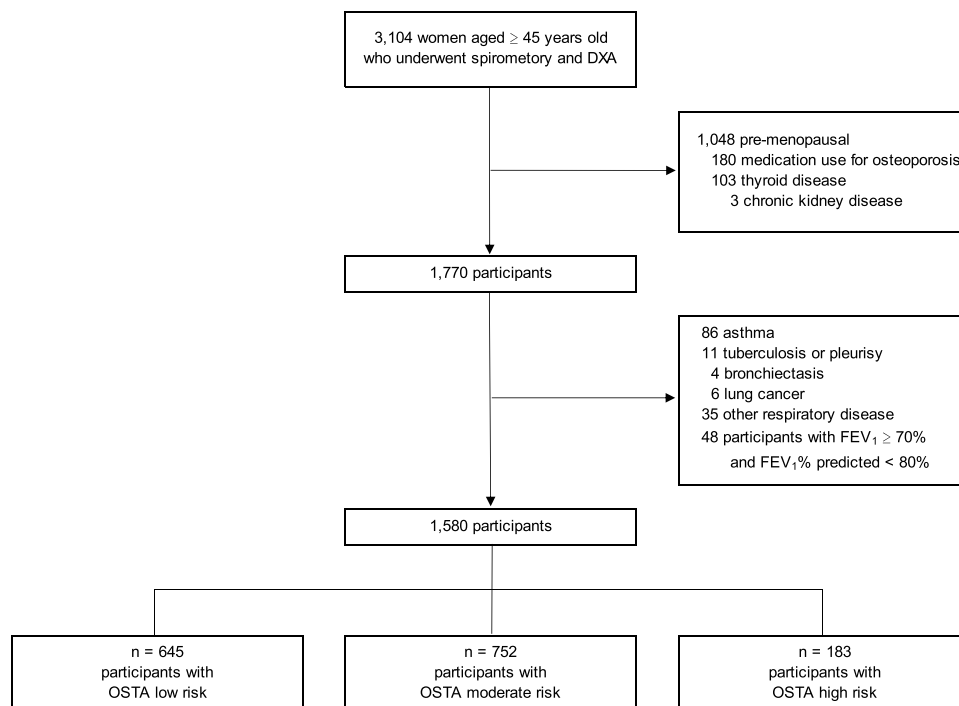 3,104 women aged ≥ 45 years old
who underwent spirometory and DXA
1,048 pre-menopausal
180 medication use for osteoporosis
103 thyroid disease
3 chronic kidney disease
1,770 participants
86 asthma
11 tuberculosis or pleurisy
4 bronchiectasis
6 lung cancer
35 other respiratory disease
48 participants with FEV₁ ≥ 70%
and FEV₁% predicted < 80%
1,580 participants
n = 645
participants with
OSTA low risk
n = 752
participants with
OSTA moderate risk
n = 183
participants with
OSTA high risk